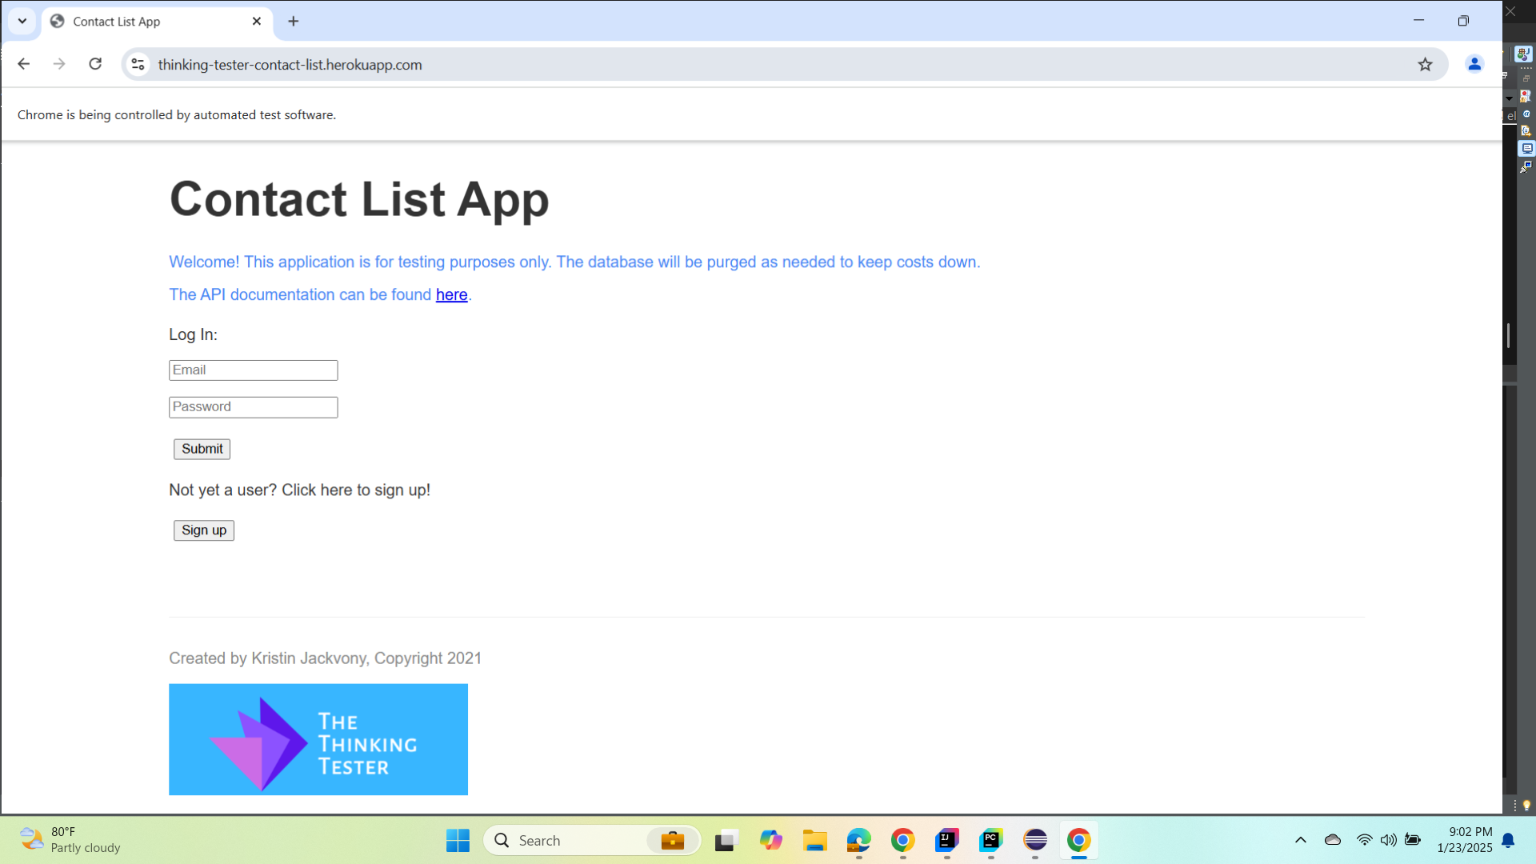 Contact List App
thinking-tester-contact-list.herokuapp.com
Chrome is being controlled by automated test software.
el
Contact List App
Welcome! This application is for testing purposes only. The database will be purged as needed to keep costs down.
The API documentation can be found here.
Log In:
Email
Password
Submit
Not yet a user? Click here to sign up!
Sign up
Created by Kristin Jackvony, Copyright 2021
THE
THINKING
TESTER
80°F
Partly cloudy
Search
IJ
PC
9:02 PM
1/23/2025